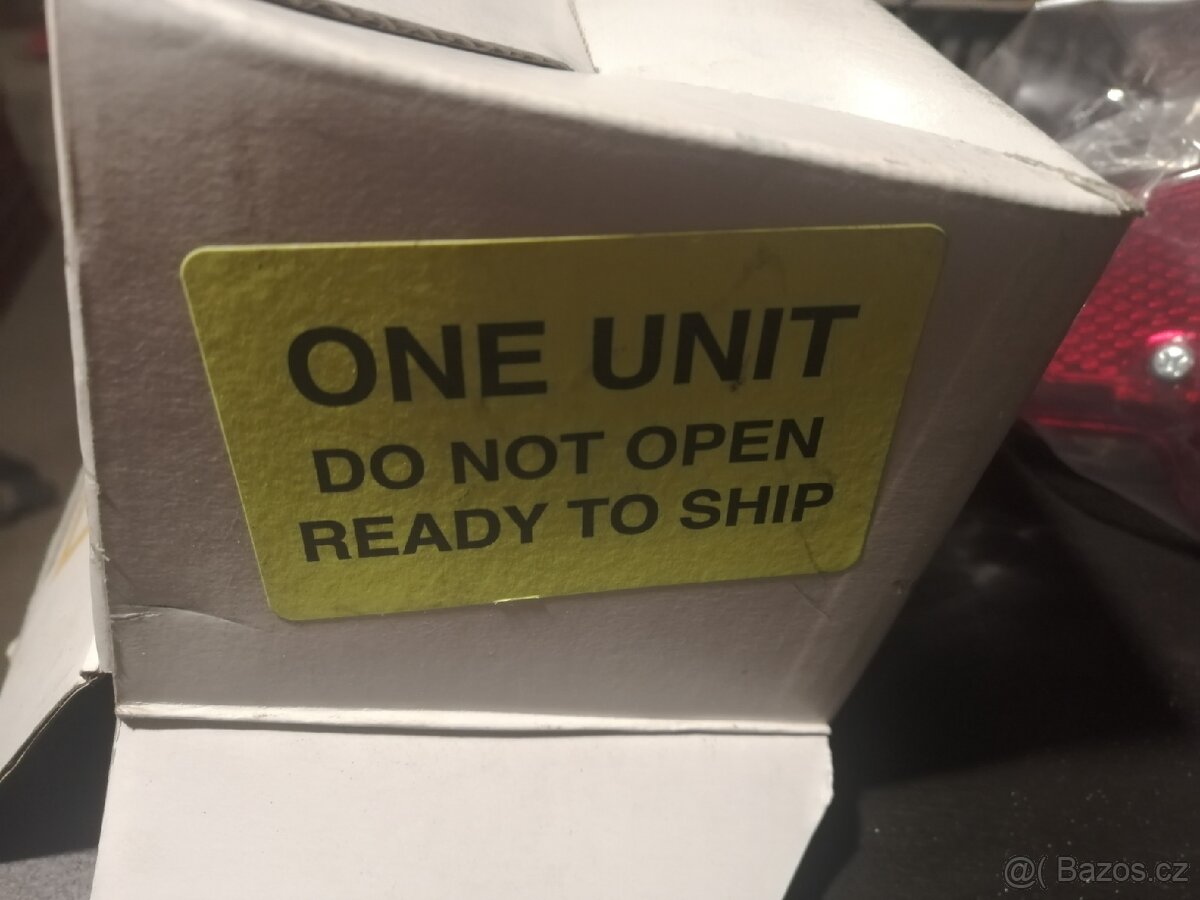 ONE UNIT
DO NOT OPEN
READY TO SHIP
@( Bazos.cz